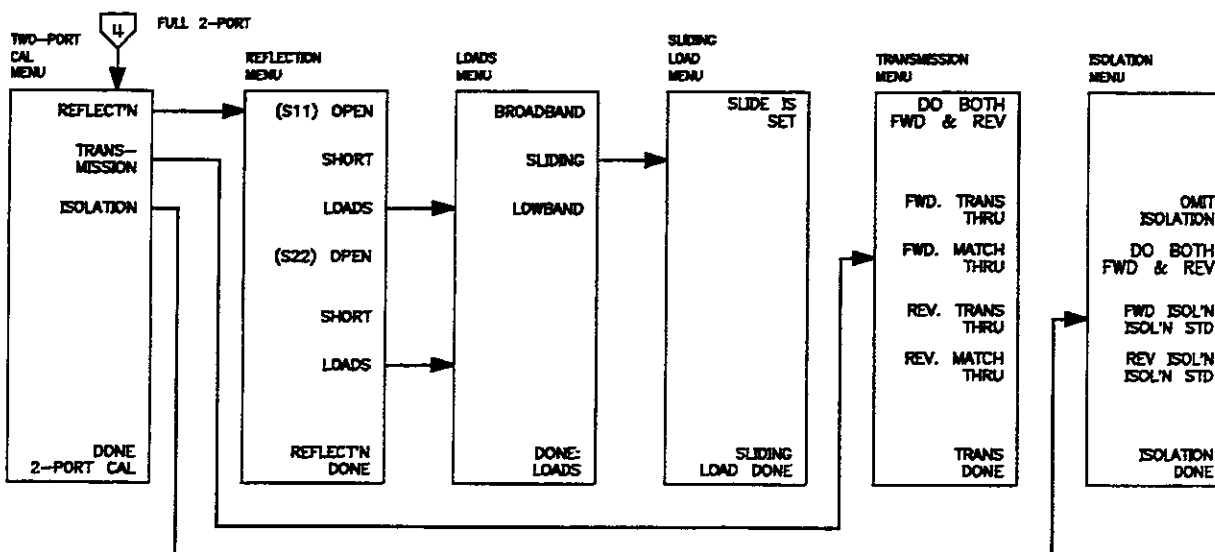 4
FULL 2-PORT
TWO-PORT
CAL
MENU
REFLECT'N
TRANS-
MISSION
ISOLATION
DONE
2-PORT CAL
REFLECTION
MENU
(S11) OPEN
SHORT
LOADS
(S22) OPEN
SHORT
LOADS
REFLECT'N
DONE
LOADS
MENU
BROADBAND
SLIDING
LOWBAND
DONE:
LOADS
SLIDING
LOAD
MENU
SLIDE IS
SET
SLIDING
LOAD DONE
TRANSMISSION
MENU
DO BOTH
FWD & REV
FWD. TRANS
THRU
FWD. MATCH
THRU
REV. TRANS
THRU
REV. MATCH
THRU
TRANS
DONE
ISOLATION
MENU
OMIT
ISOLATION
DO BOTH
FWD & REV
FWD ISOL'N
ISOL'N STD
REV ISOL'N
ISOL'N STD
ISOLATION
DONE